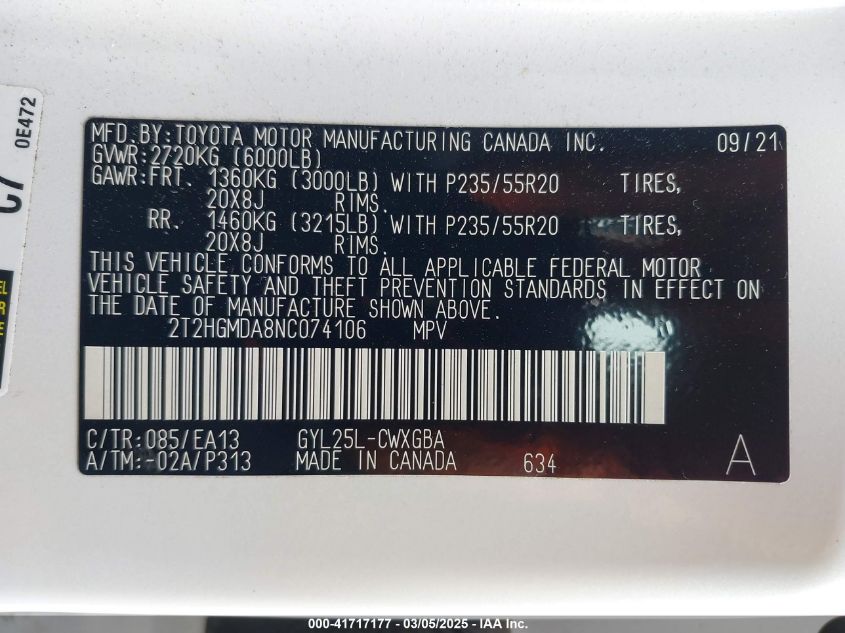 MFD.BY:TOYOTA MOTOR MANUFACTURING CANADA INC. 09/21
GVWR:2720KG (6000LB)
GAWR:FRT. 1360KG (3000LB) WITH P235/55R20 TIRES,
20X8J RIMS.
RR. 1460KG (3215LB) WITH P235/55R20 TIRES,
20X8J RIMS.
THIS VEHICLE CONFORMS TO ALL APPLICABLE FEDERAL MOTOR
VEHICLE SAFETY AND THEFT PREVENTION STANDARDS IN EFFECT ON
THE DATE OF MANUFACTURE SHOWN ABOVE.
2T2HGMDA8NC074106 MPV
C/TR:085/EA13 GYL25L-CWXGBA
A/TM:-02A/P313 MADE IN CANADA 634 A
0E472
000-41717177 - 03/05/2025 - IAA Inc.